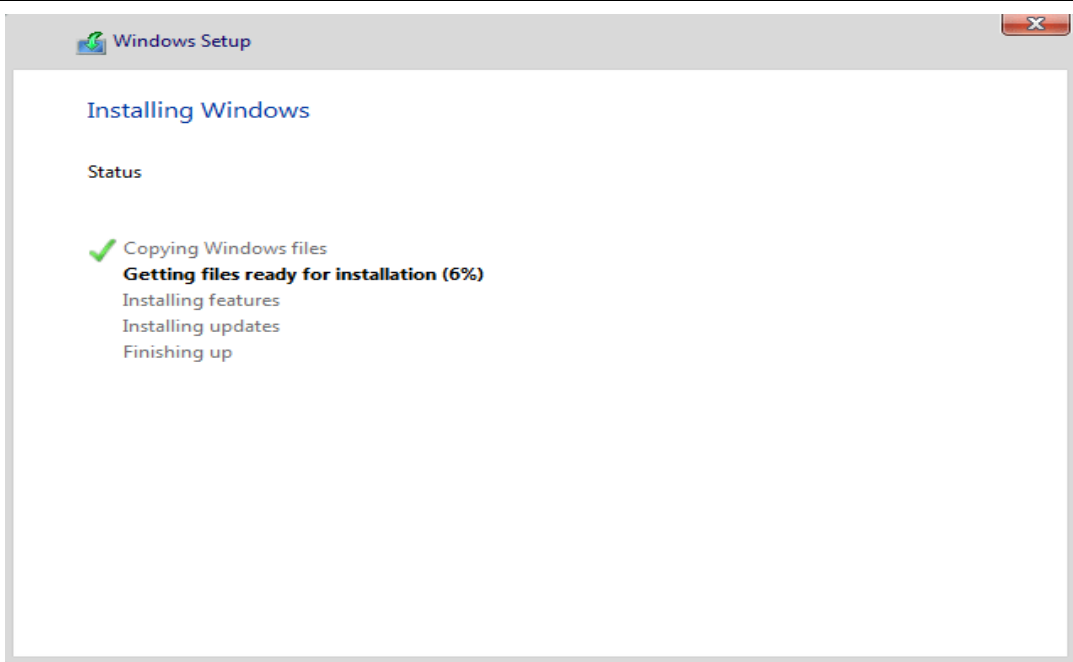 Windows Setup
Installing Windows
Status
Copying Windows files
Getting files ready for installation (6%)
Installing features
Installing updates
Finishing up